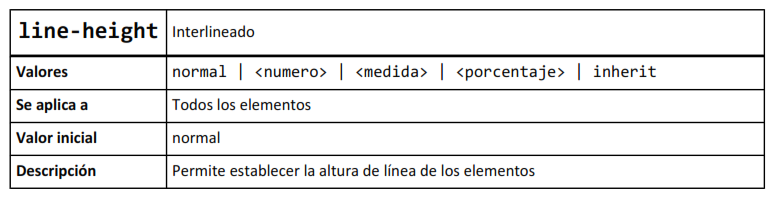 line-height Interlineado
Valores normal | <numero> | <medida> | <porcentaje> | inherit
Se aplica a Todos los elementos
Valor inicial normal
Descripción Permite establecer la altura de línea de los elementos